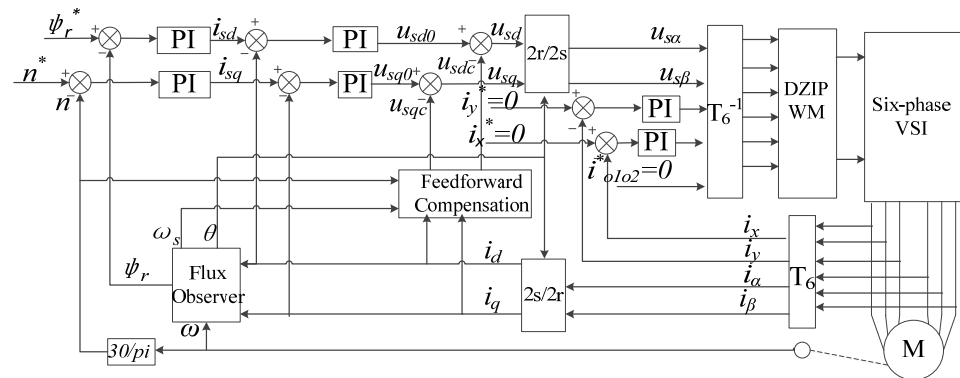 ψr* + − PI isd + − PI usd0 + usd 2r/2s usα
n* + n − PI isq + − PI usq0 + usdc − usq usβ
usqc −
iy*=0 + − PI
ix*=0 + − PI
i*o1o2=0
T6-1
DZIP
WM
Six-phase
VSI
Feedforward
Compensation
ωs θ
ψr Flux
Observer
ω
id
iq
2s/2r
ix
iy
iα
iβ
T6
30/pi
M